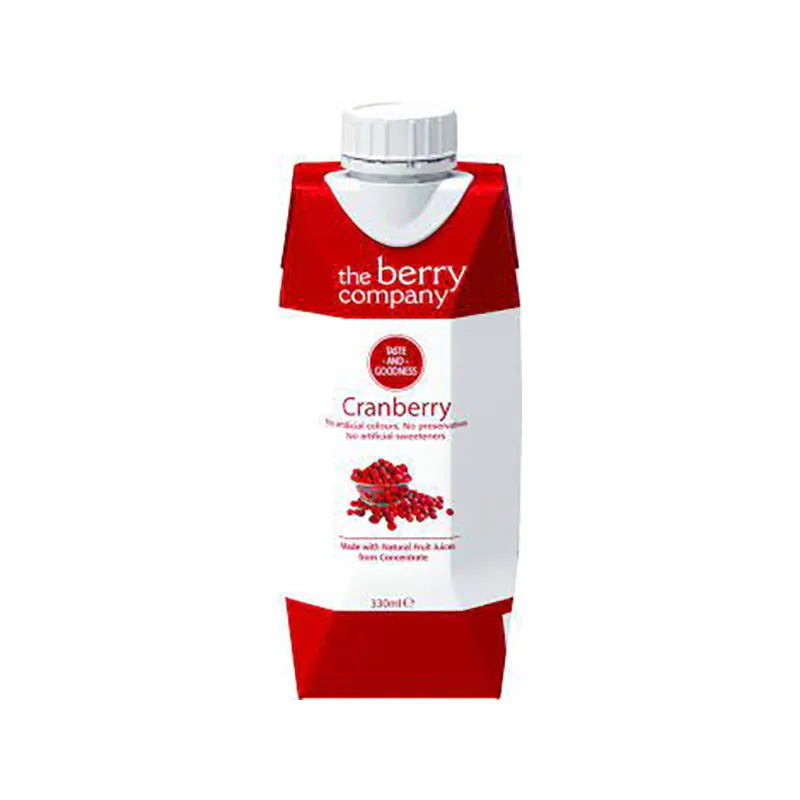 the berry
company
TASTE
-AND-
GOODNESS
Cranberry
No artificial colours, No preservatives
No artificial sweeteners
Made with Natural Fruit Juices
from Concentrate
330ml ℮